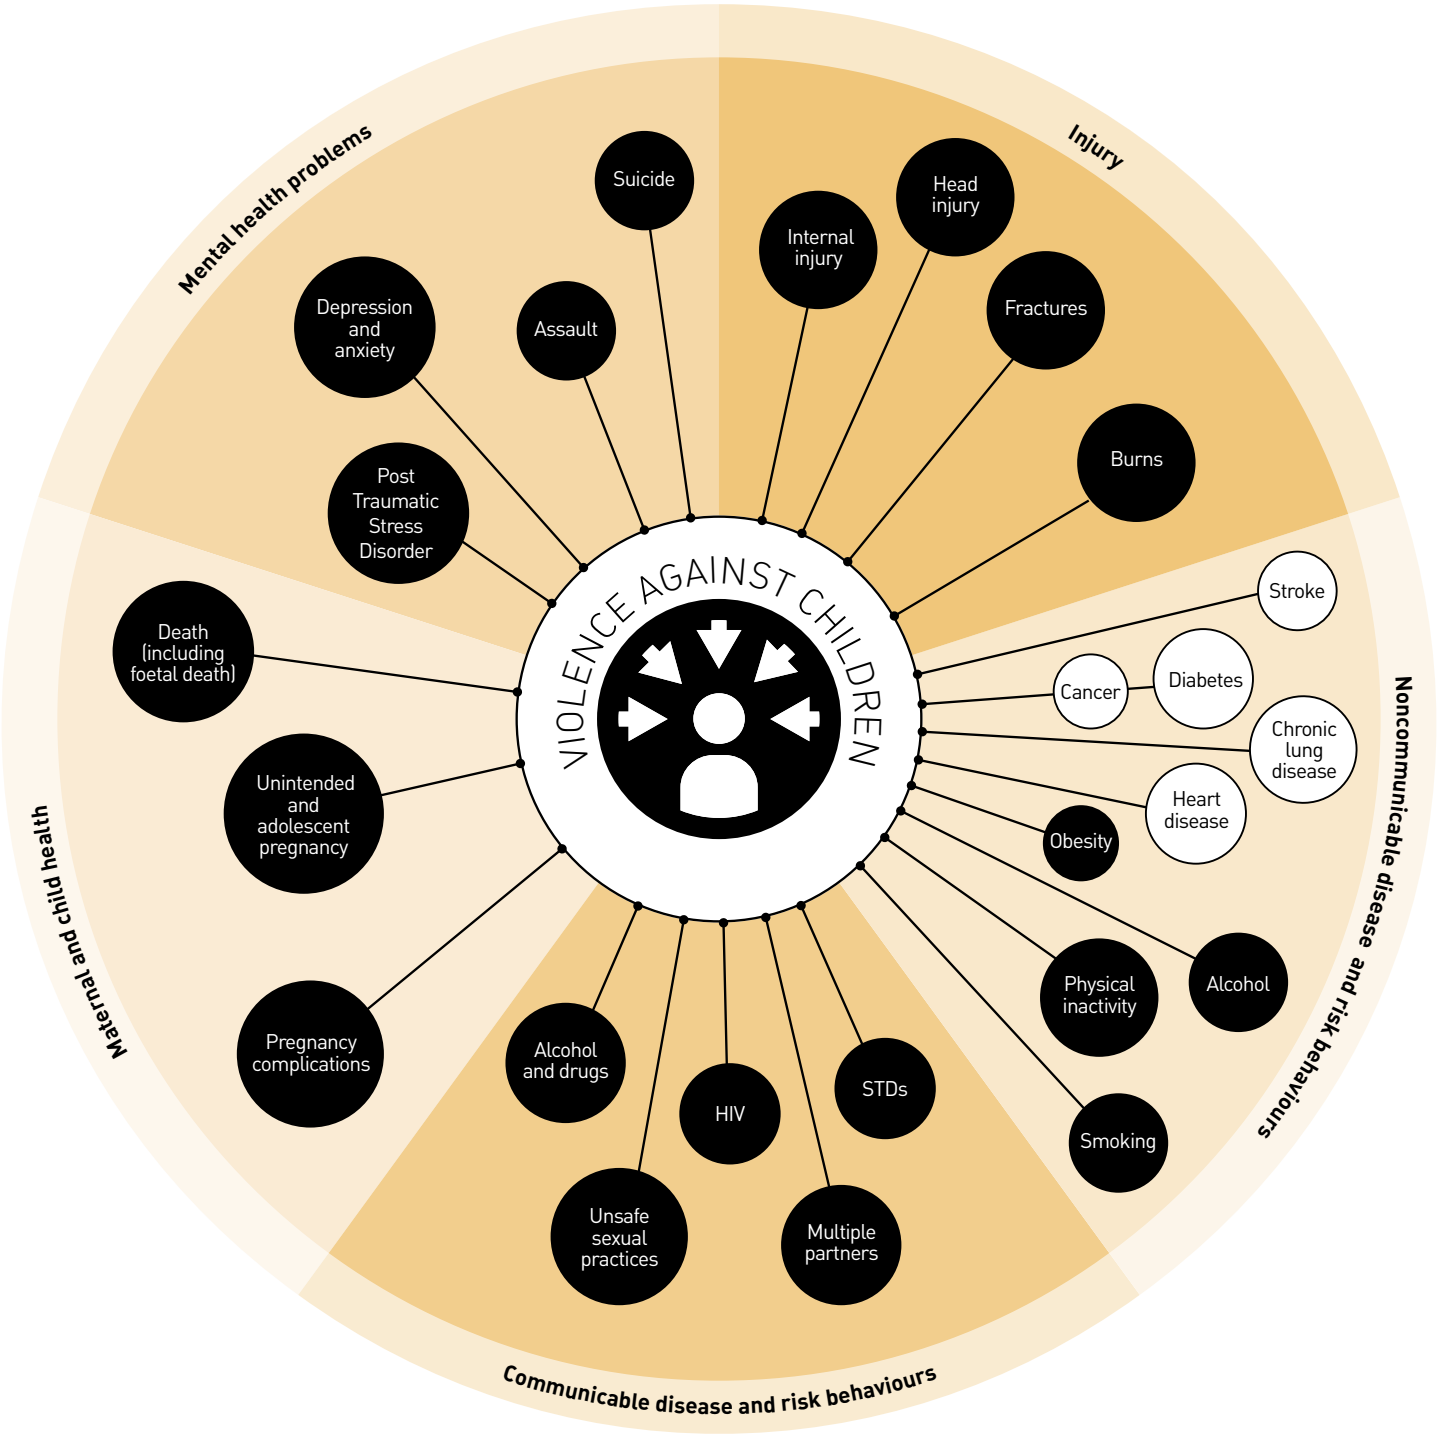 VIOLENCE AGAINST CHILDREN
Injury
Internal
injury
Head
injury
Fractures
Burns
Noncommunicable disease and risk behaviours
Stroke
Cancer
Diabetes
Chronic
lung
disease
Heart
disease
Obesity
Alcohol
Physical
inactivity
Smoking
Communicable disease and risk behaviours
STDs
Multiple
partners
HIV
Unsafe
sexual
practices
Alcohol
and drugs
Maternal and child health
Pregnancy
complications
Unintended
and
adolescent
pregnancy
Death
(including
foetal death)
Mental health problems
Post
Traumatic
Stress
Disorder
Depression
and
anxiety
Assault
Suicide